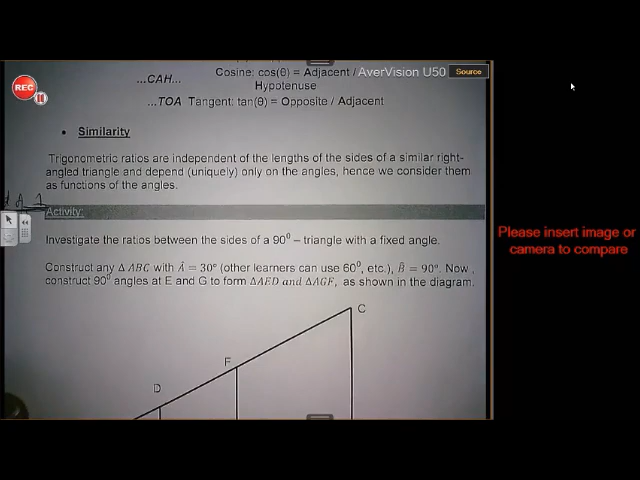 ...CAH...
Cosine: cos(θ) = Adjacent /
Hypotenuse
AverVision U50
Source
REC
...TOA Tangent: tan(θ) = Opposite / Adjacent
• Similarity
Trigonometric ratios are independent of the lengths of the sides of a similar right-
angled triangle and depend (uniquely) only on the angles, hence we consider them
as functions of the angles.
Activity:
Investigate the ratios between the sides of a 90⁰ – triangle with a fixed angle.
Construct any Δ ABC with Â = 30° (other learners can use 60⁰, etc.), B̂ = 90°. Now ,
construct 90⁰ angles at E and G to form ΔAED and ΔAGF, as shown in the diagram.
C
F
D
Please insert image or
camera to compare